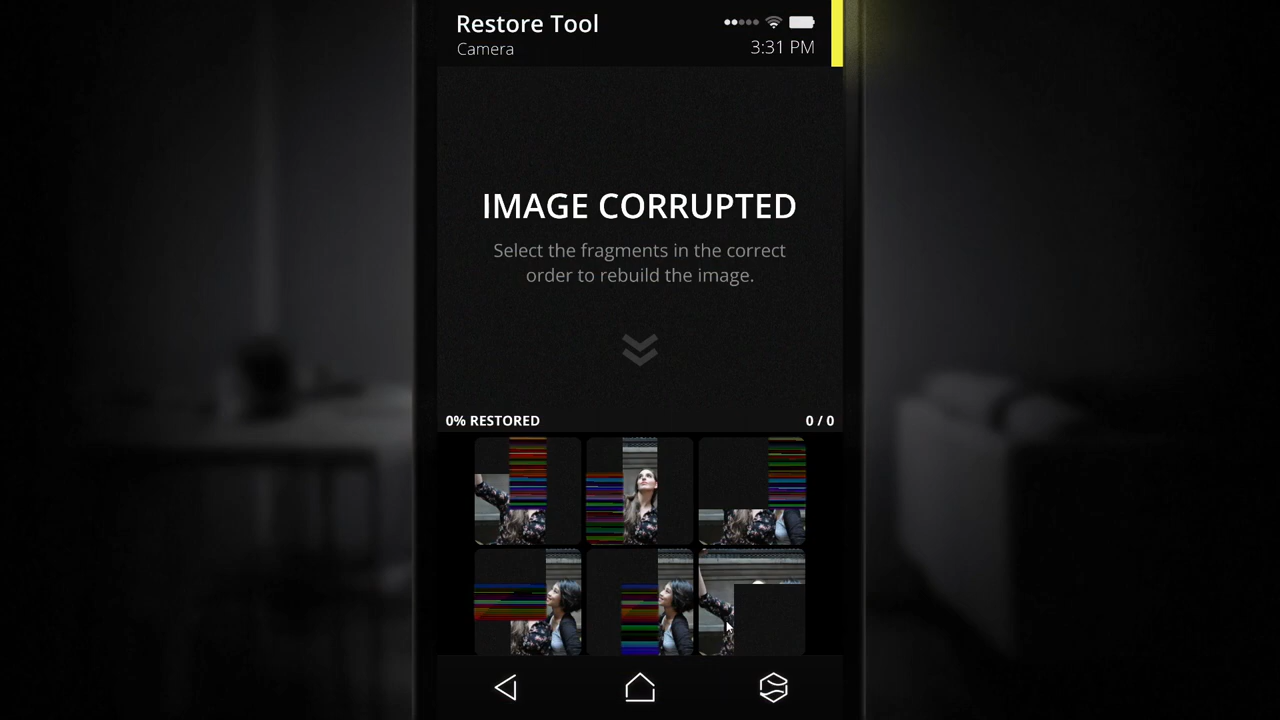 Restore Tool
Camera
3:31 PM
IMAGE CORRUPTED
Select the fragments in the correct
order to rebuild the image.
0% RESTORED
0 / 0